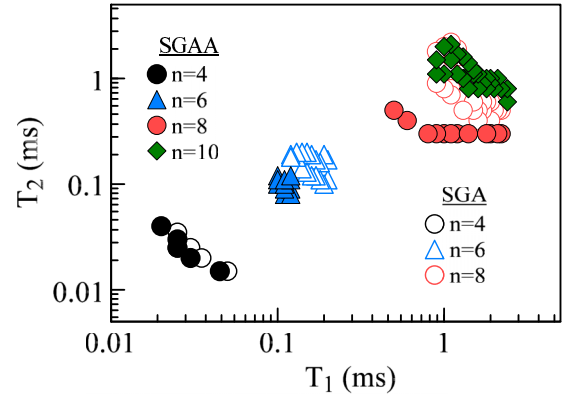 SGAA
n=4
n=6
n=8
n=10
SGA
n=4
n=6
n=8
T2 (ms)
1
0.1
0.01
0.01
0.1
1
T1 (ms)